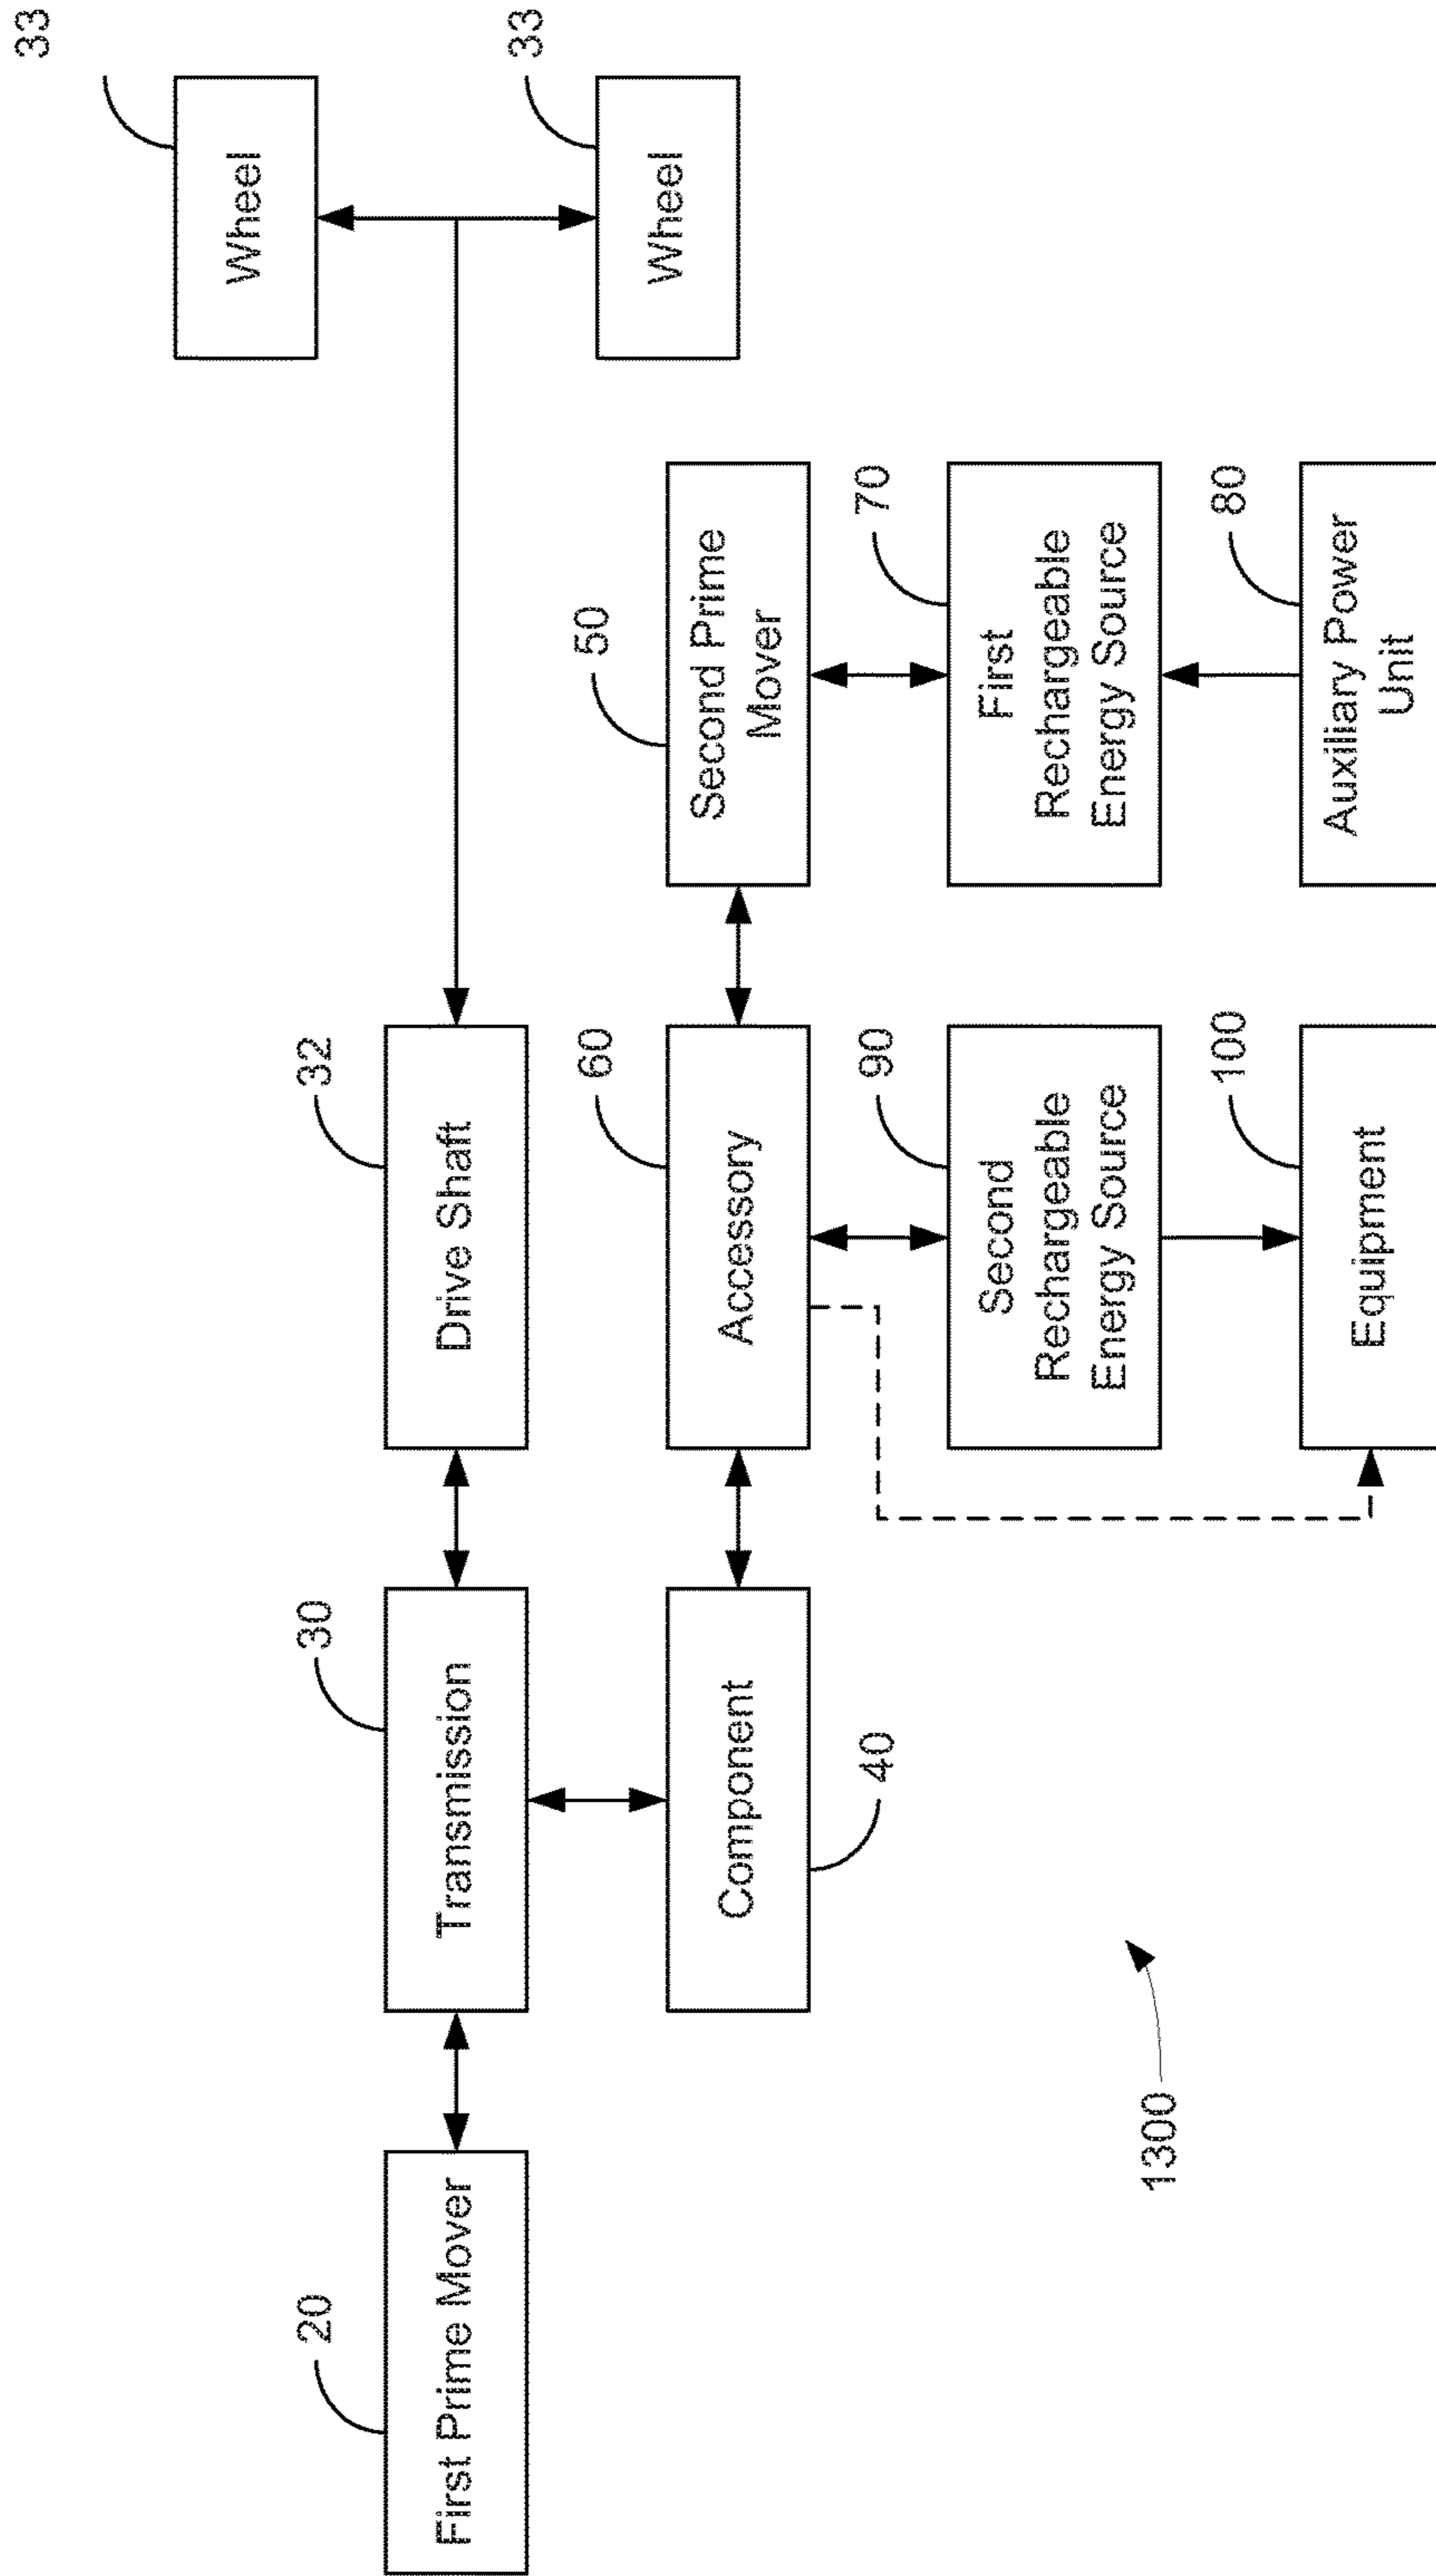 33
Wheel
33
Wheel
20
First Prime Mover
30
Transmission
32
Drive Shaft
40
Component
60
Accessory
50
Second Prime
Mover
90
Second
Rechargeable
Energy Source
70
First
Rechargeable
Energy Source
100
Equipment
80
Auxiliary Power
Unit
1300